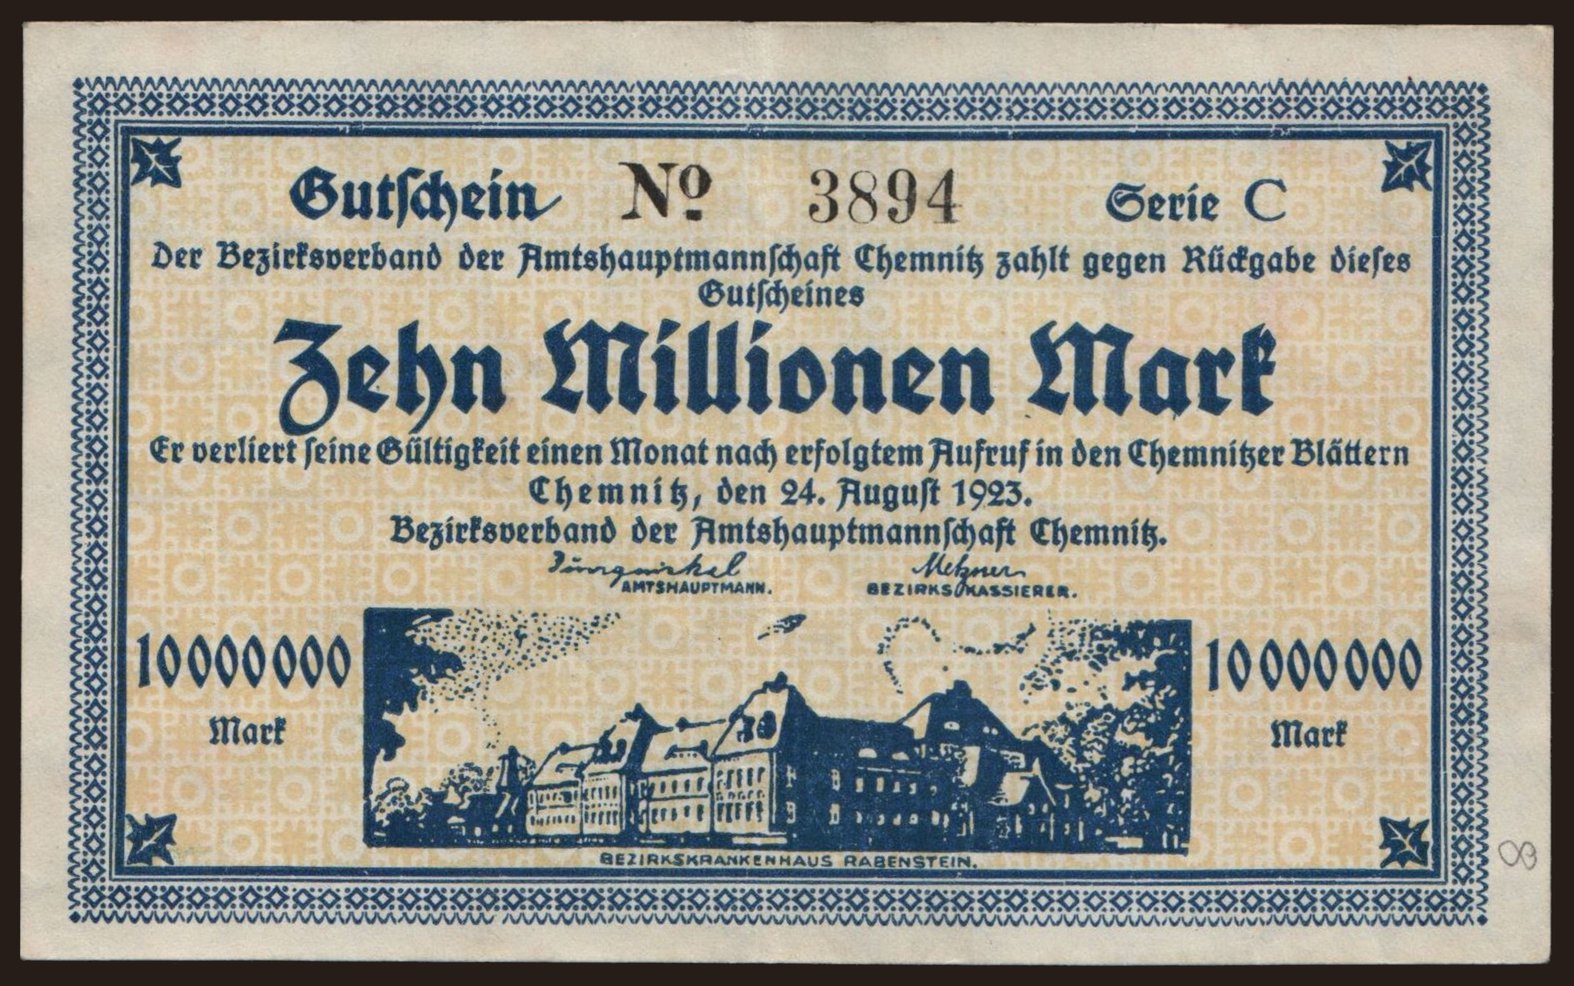 Gutschein No 3894 Serie C
Der Bezirksverband der Amtshauptmannschaft Chemnitz zahlt gegen Rückgabe dieses
Gutscheines
Zehn Millionen Mark
Er verliert seine Gültigkeit einen Monat nach erfolgtem Aufruf in den Chemnitzer Blättern
Chemnitz, den 24. August 1923.
Bezirksverband der Amtshauptmannschaft Chemnitz.
Metzner
AMTSHAUPTMANN. BEZIRKSKASSIERER.
10000000
Mark
10000000
Mark
BEZIRKSKRANKENHAUS RABENSTEIN.